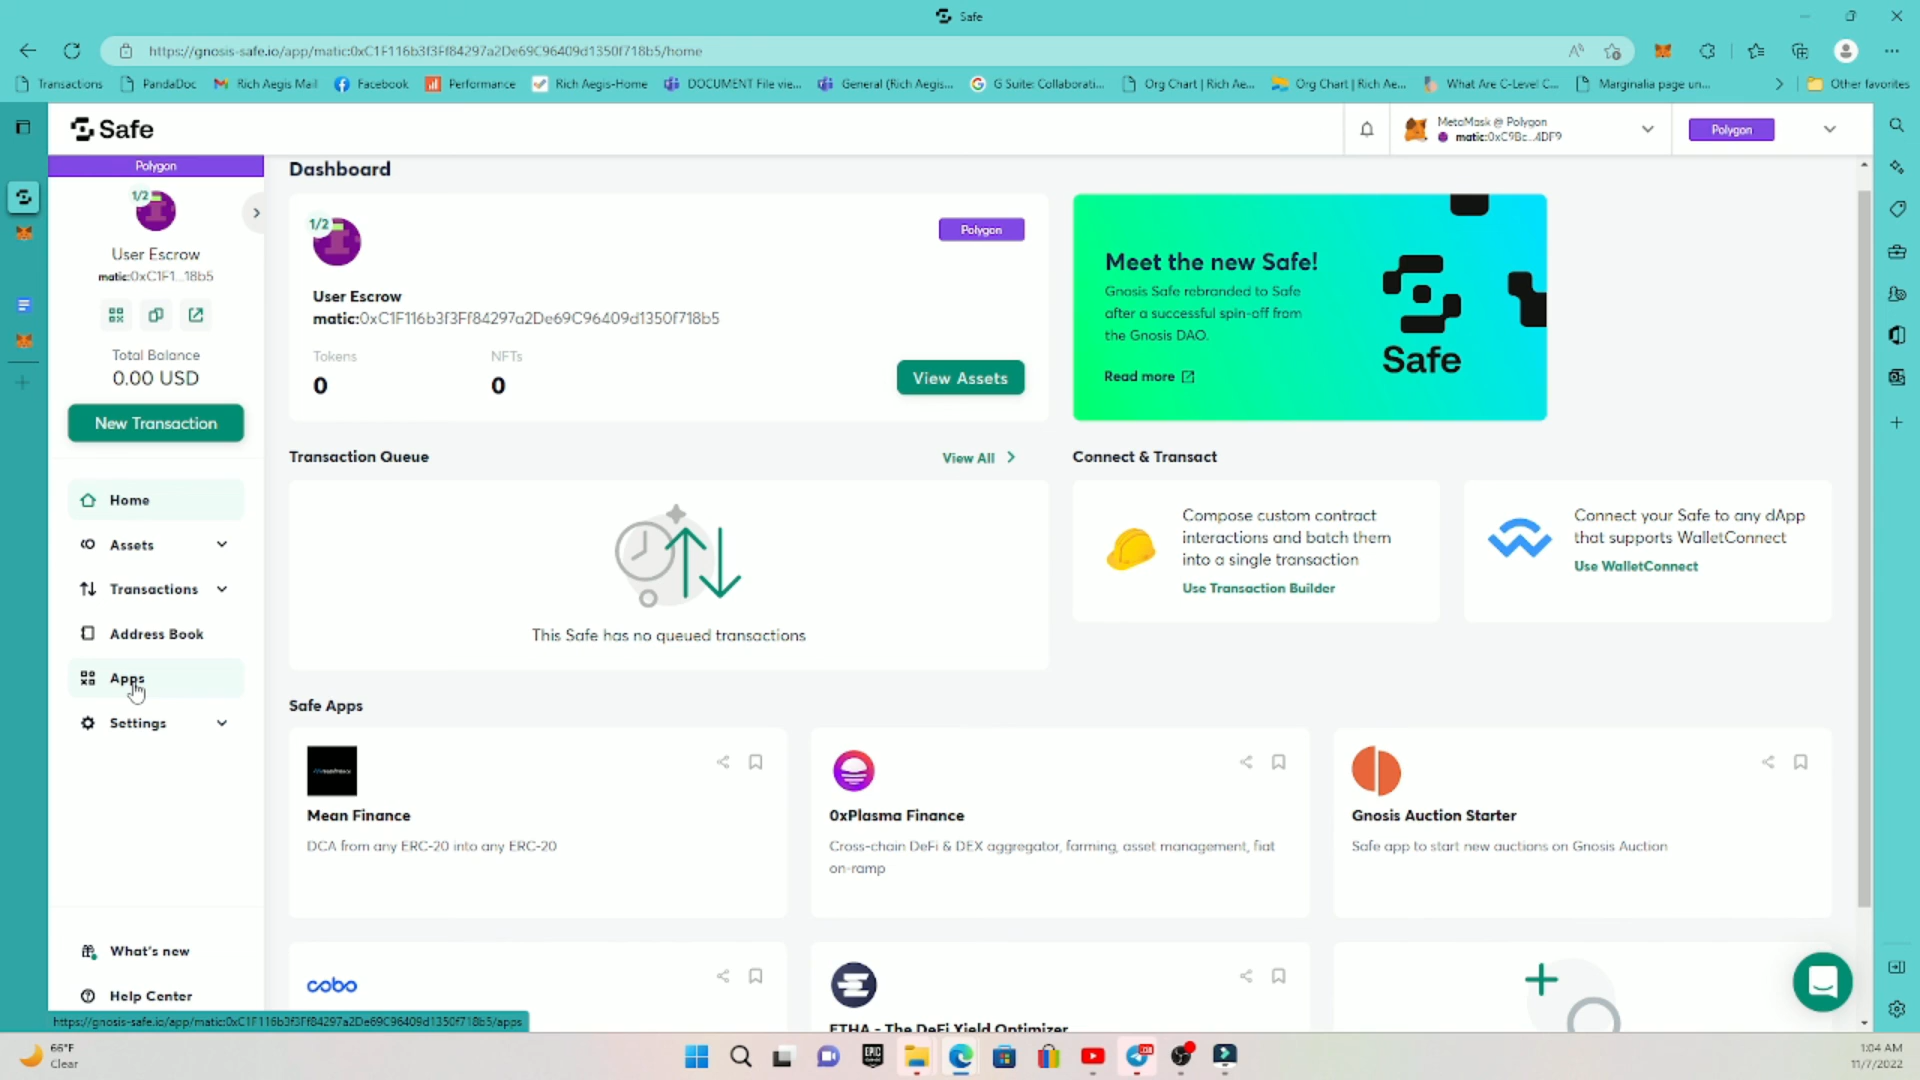 Safe
https://gnosis-safe.io/app/matic:0xC1F116b3f3Ff84297a2De69C96409d1350f718b5/home
Transactions
PandaDoc
Rich Aegis Mail
Facebook
Performance
Rich Aegis-Home
DOCUMENT File vie...
General (Rich Aegis...
G Suite: Collaborati...
Org Chart | Rich Ae...
Org Chart | Rich Ae...
What Are C-Level C...
Marginalia page un...
Other favorites
Safe
MetaMask @ Polygon
matic:0xC9Bc...4DF9
Polygon
Polygon
1/2
User Escrow
matic:0xC1F1...18b5
Total Balance
0.00 USD
New Transaction
Home
Assets
Transactions
Address Book
Apps
Settings
What's new
Help Center
Dashboard
1/2
Polygon
User Escrow
matic:0xC1F116b3f3Ff84297a2De69C96409d1350f718b5
Tokens
NFTs
0
0
View Assets
Meet the new Safe!
Gnosis Safe rebranded to Safe
after a successful spin-off from
the Gnosis DAO.
Read more
Safe
Transaction Queue
View All
This Safe has no queued transactions
Connect & Transact
Compose custom contract
interactions and batch them
into a single transaction
Use Transaction Builder
Connect your Safe to any dApp
that supports WalletConnect
Use WalletConnect
Safe Apps
Mean Finance
DCA from any ERC-20 into any ERC-20
0xPlasma Finance
Cross-chain DeFi & DEX aggregator, farming, asset management, fiat
on-ramp
Gnosis Auction Starter
Safe app to start new auctions on Gnosis Auction
cobo
ETHA - The DeFi Yield Optimizer
https://gnosis-safe.io/app/matic:0xC1F116b3f3Ff84297a2De69C96409d1350f718b5/apps
66°F
Clear
EPIC
1:04 AM
11/7/2022